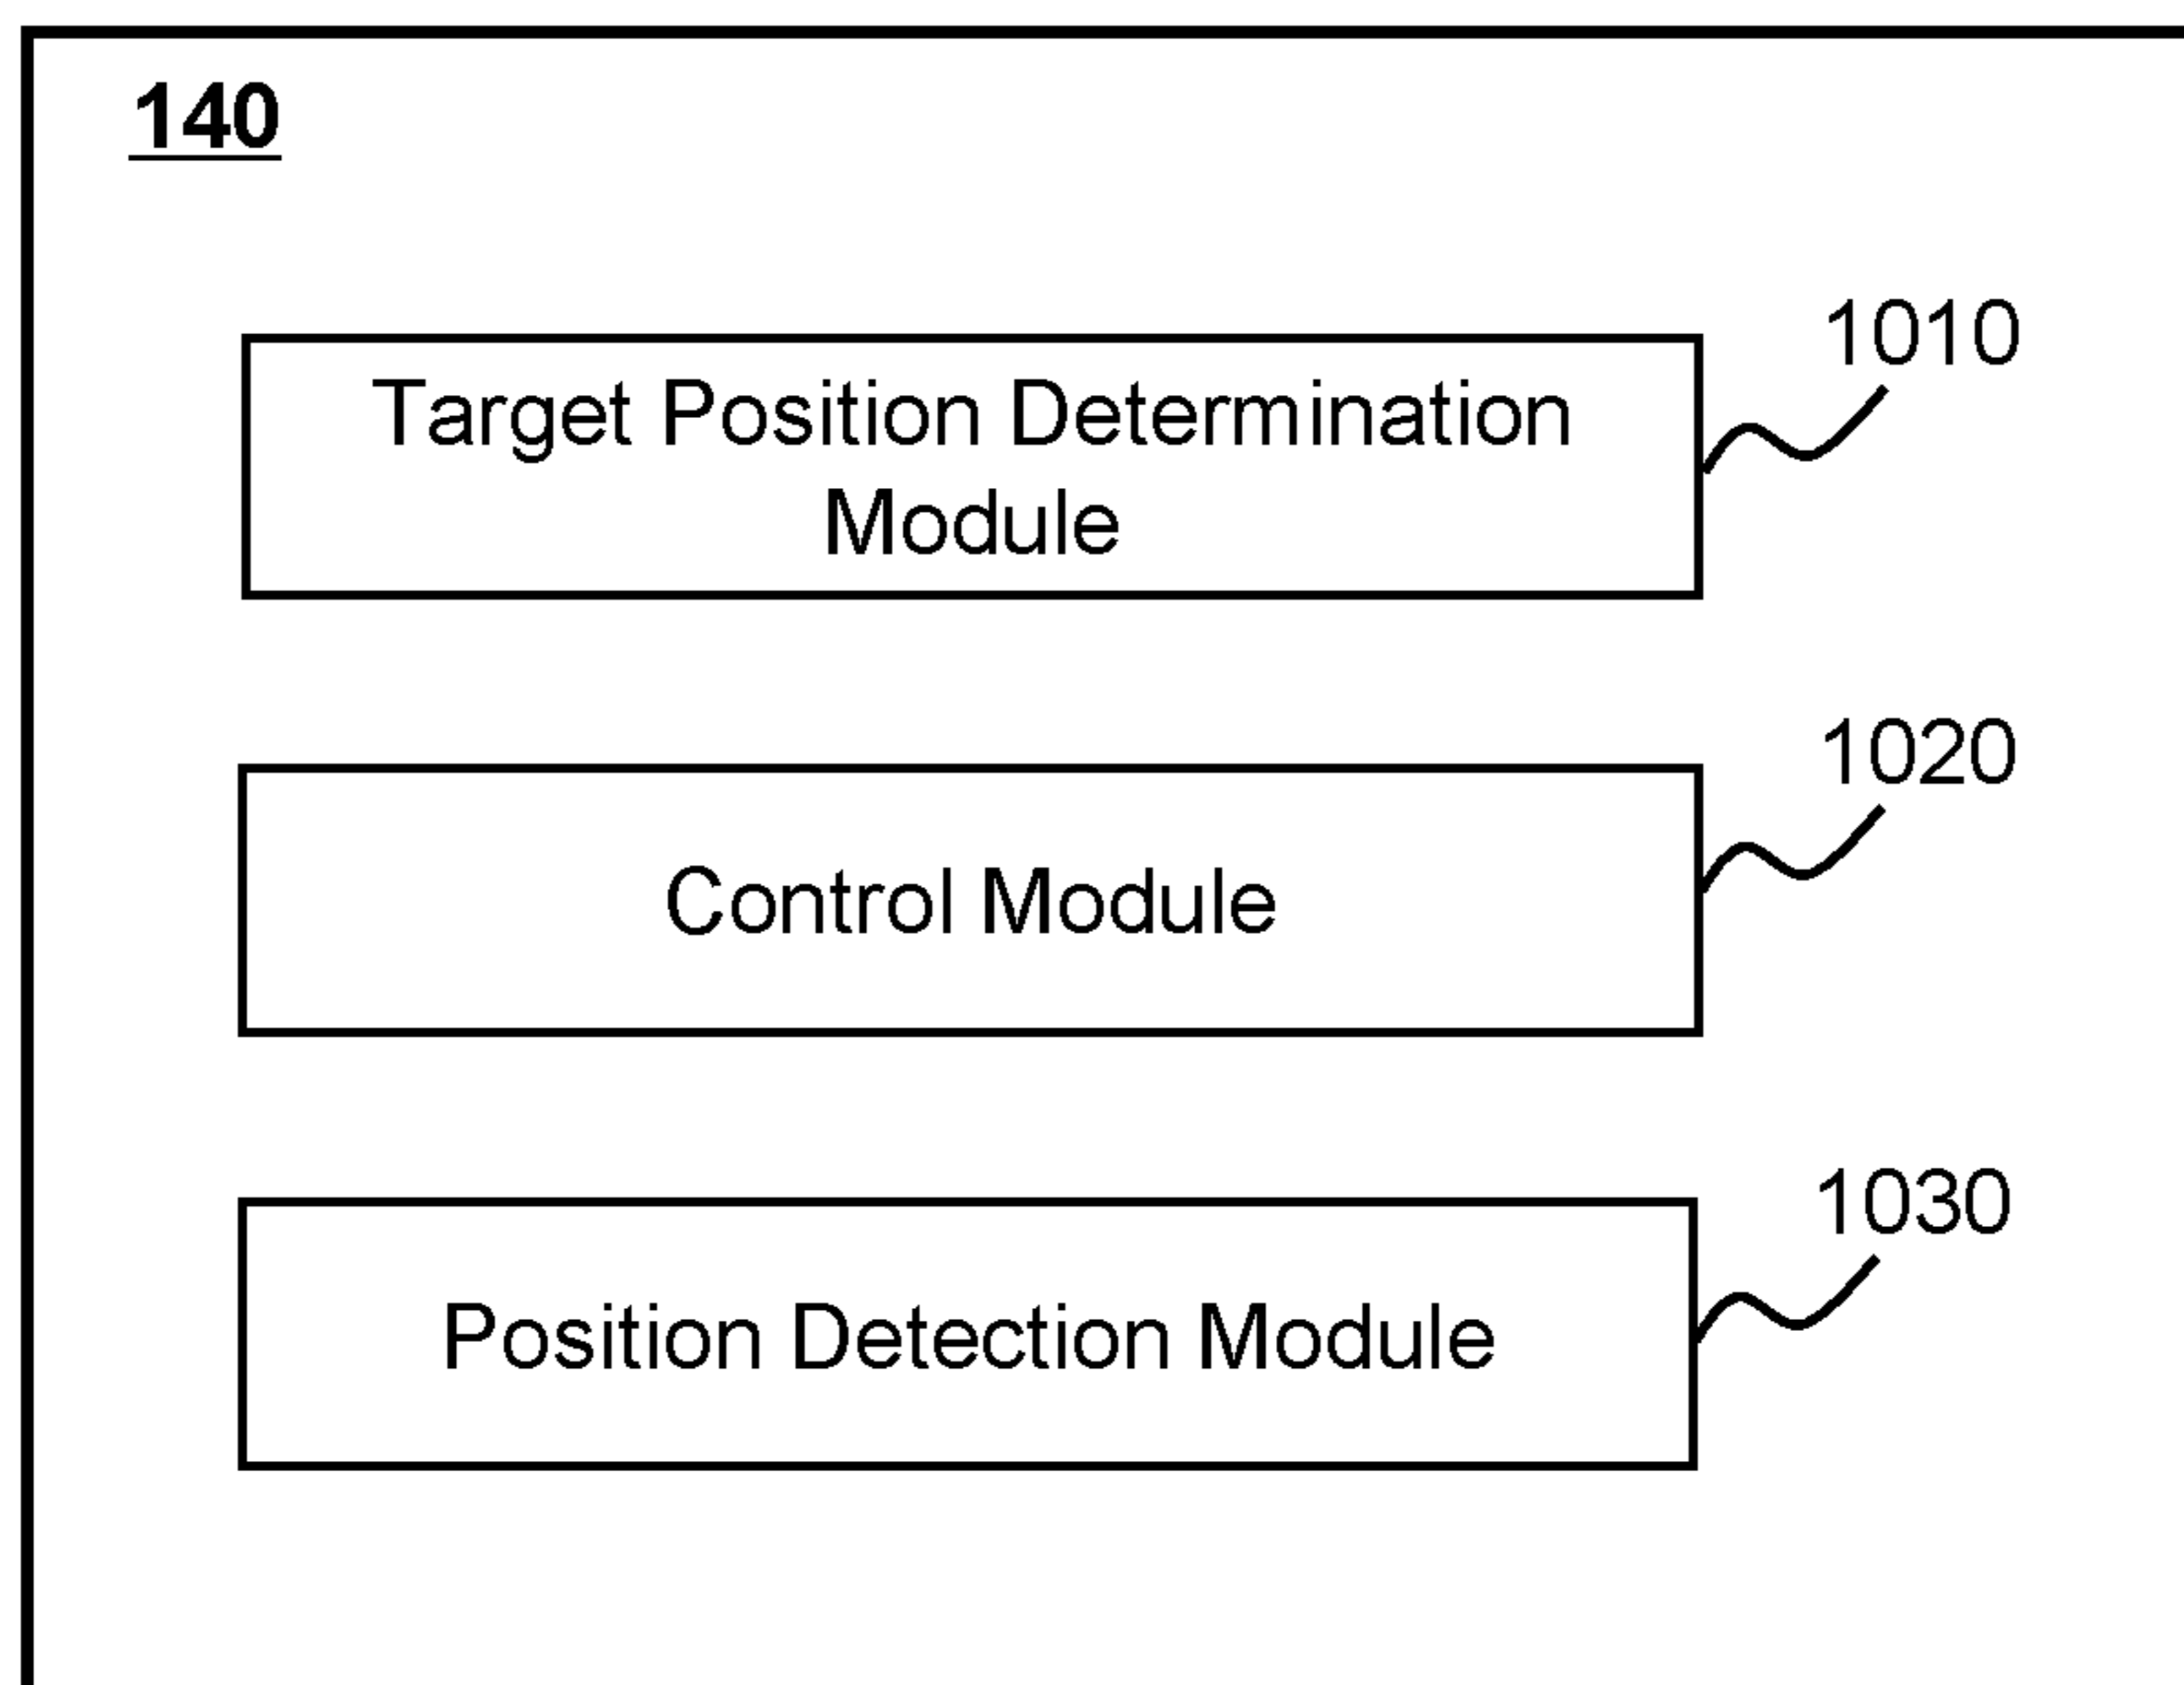 140
1010
Target Position Determination
Module
1020
Control Module
1030
Position Detection Module